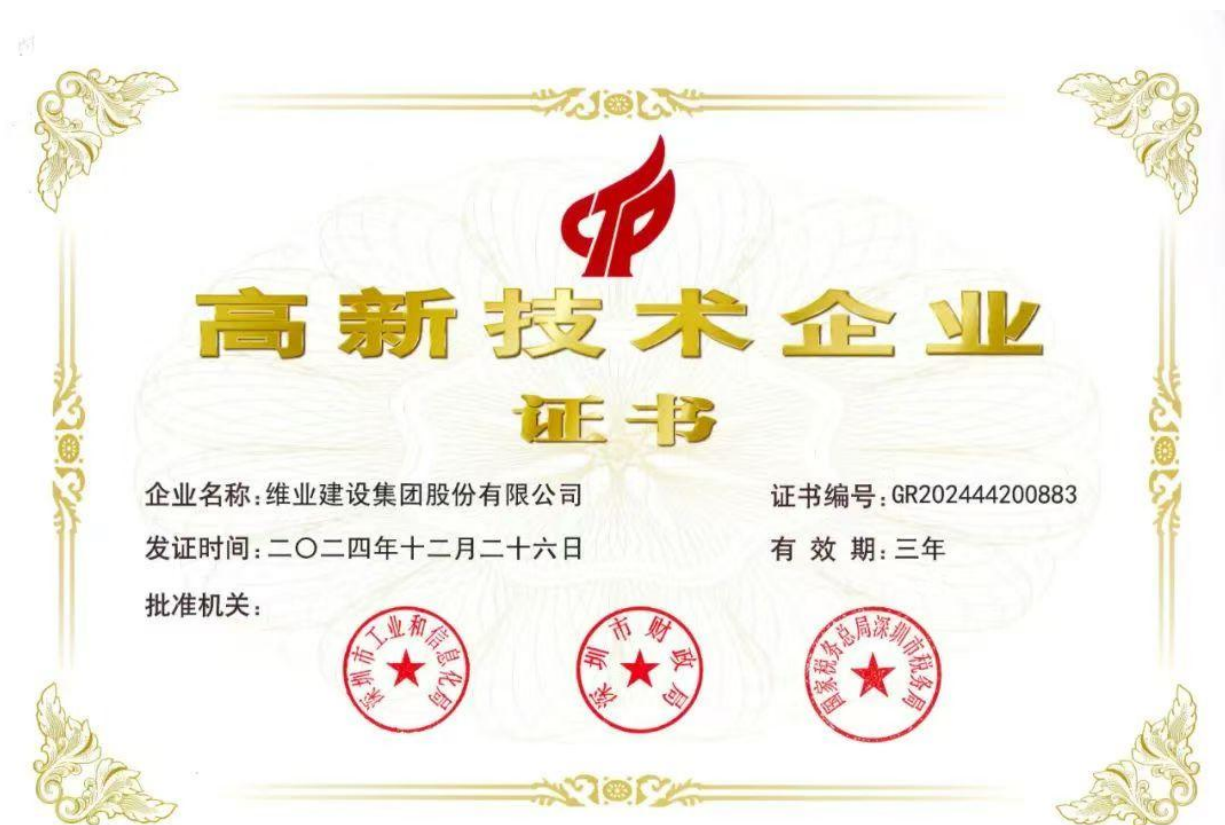 高新技术企业
证书
企业名称:维业建设集团股份有限公司
证书编号:GR202444200883
发证时间:二〇二四年十二月二十六日
有 效 期:三年
批准机关:
深圳市工业和信息化局
深圳市财政局
国家税务总局深圳市税务局